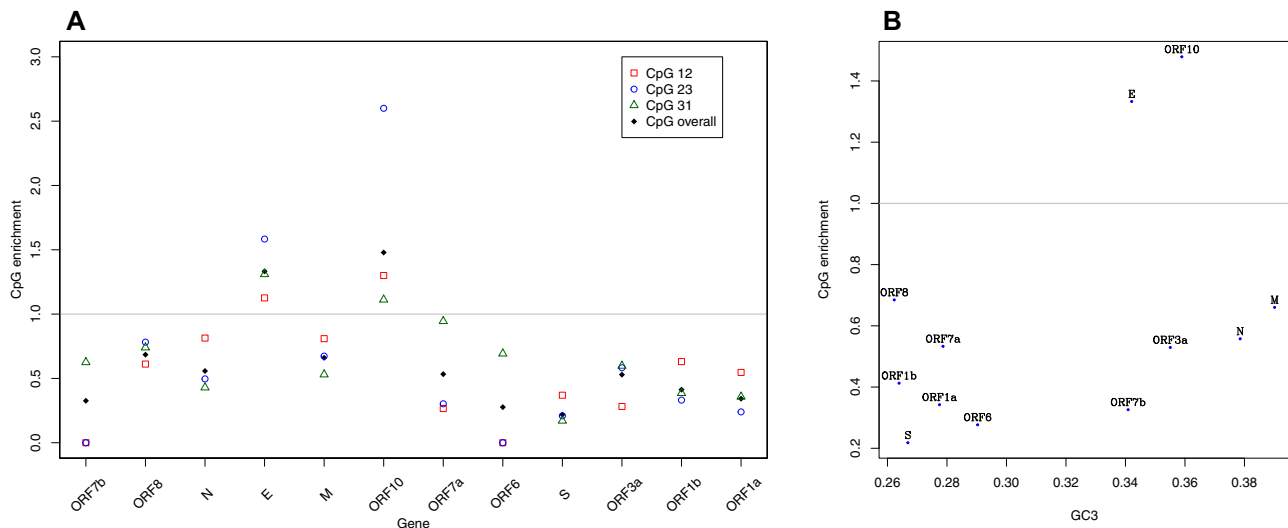 A
CpG enrichment
0.0 0.5 1.0 1.5 2.0 2.5 3.0
CpG 12
CpG 23
CpG 31
CpG overall
ORF7b ORF8 N E M ORF10 ORF7a ORF6 S ORF3a ORF1b ORF1a
Gene
B
CpG enrichment
0.2 0.4 0.6 0.8 1.0 1.2 1.4
ORF10
E
ORF8
M
ORF7a
N
ORF3a
ORF1b
ORF1a
ORF7b
ORF6
S
0.26 0.28 0.30 0.32 0.34 0.36 0.38
GC3